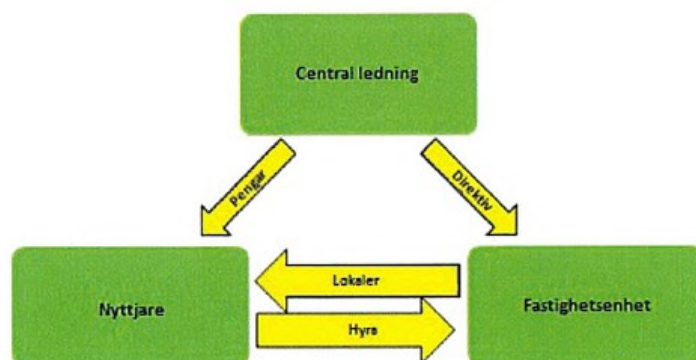 Central ledning
Pengar
Direktiv
Lokaler
Nyttjare
Fastighetsenhet
Hyra